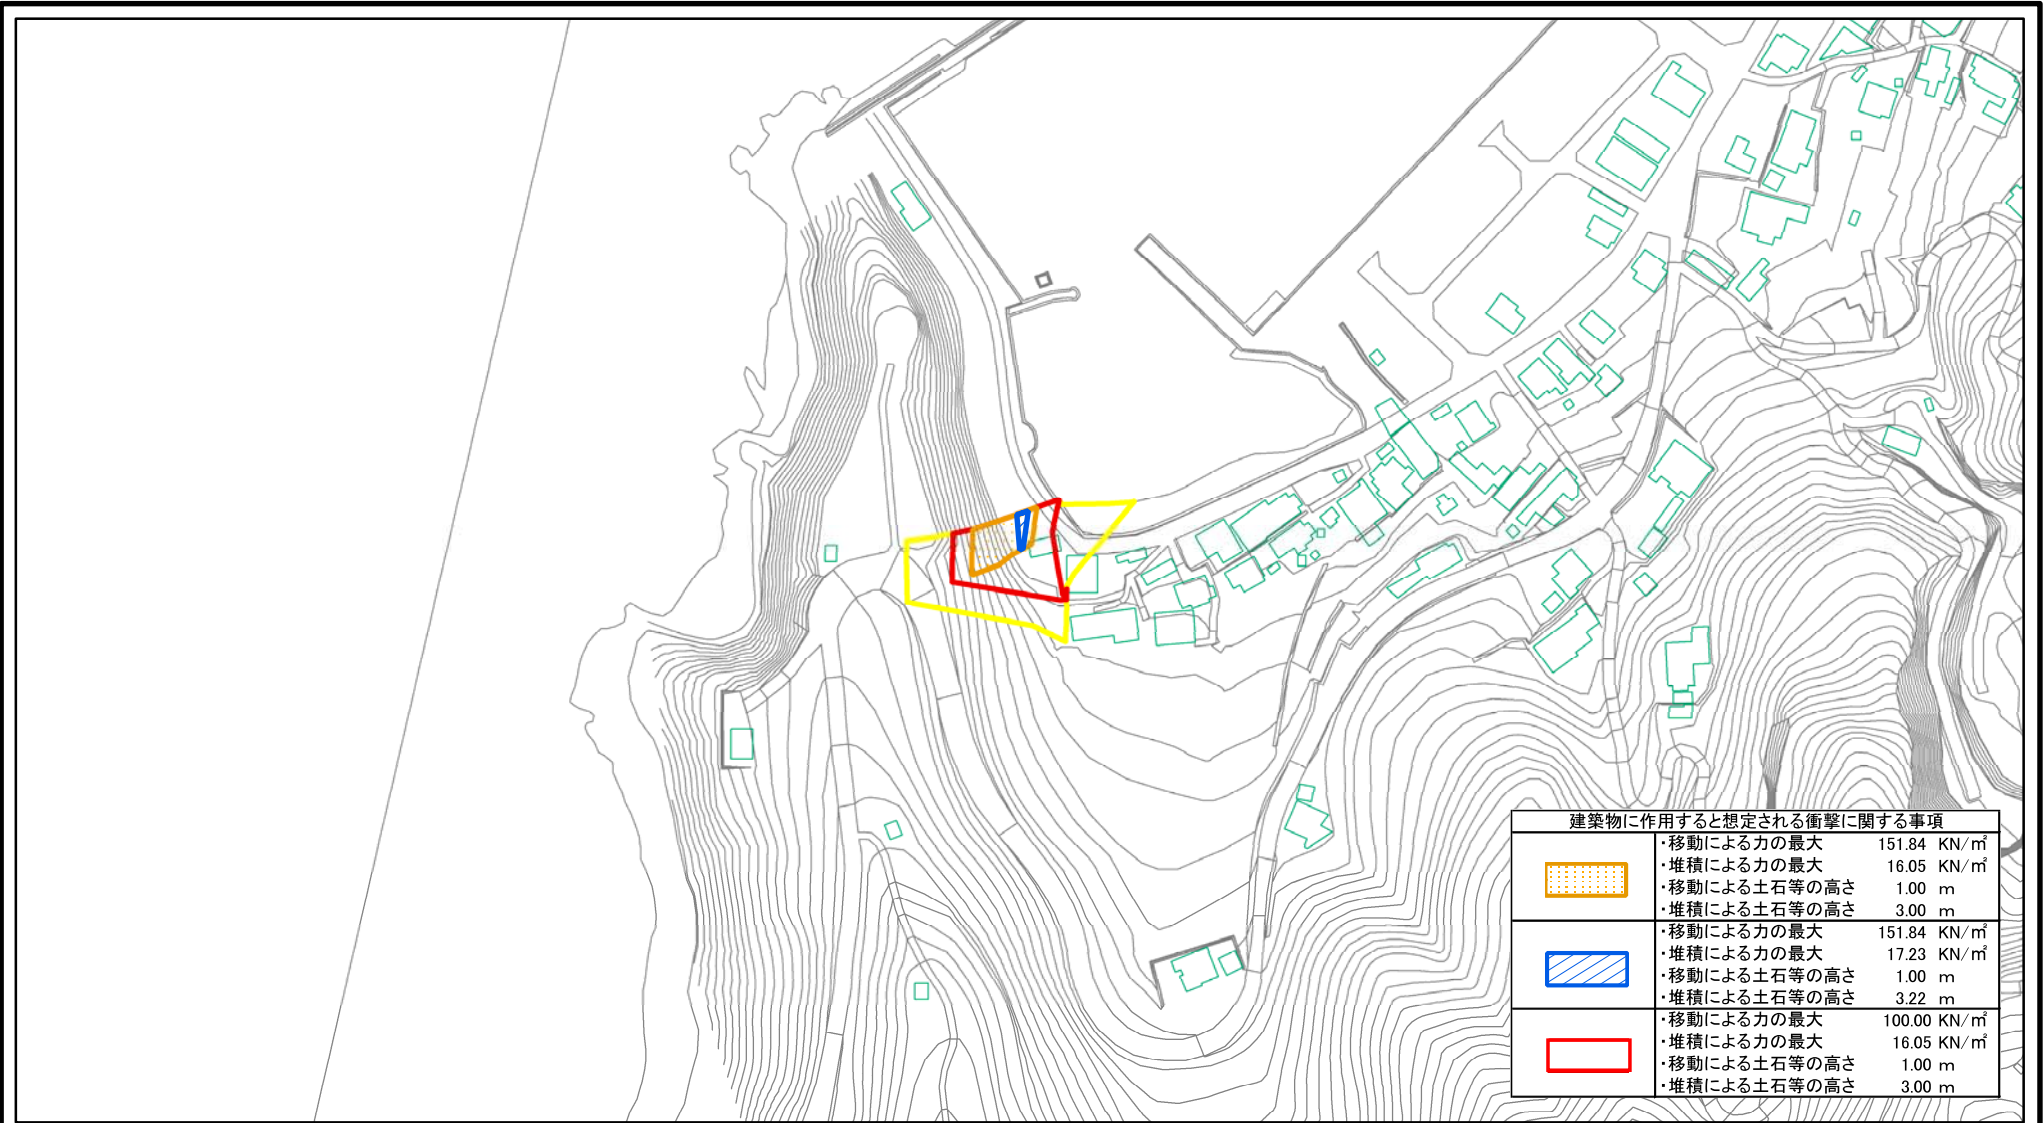 建築物に作用すると想定される衝撃に関する事項
・移動による力の最大 151.84 KN/㎡
・堆積による力の最大 16.05 KN/㎡
・移動による土石等の高さ 1.00 m
・堆積による土石等の高さ 3.00 m
・移動による力の最大 151.84 KN/㎡
・堆積による力の最大 17.23 KN/㎡
・移動による土石等の高さ 1.00 m
・堆積による土石等の高さ 3.22 m
・移動による力の最大 100.00 KN/㎡
・堆積による力の最大 16.05 KN/㎡
・移動による土石等の高さ 1.00 m
・堆積による土石等の高さ 3.00 m